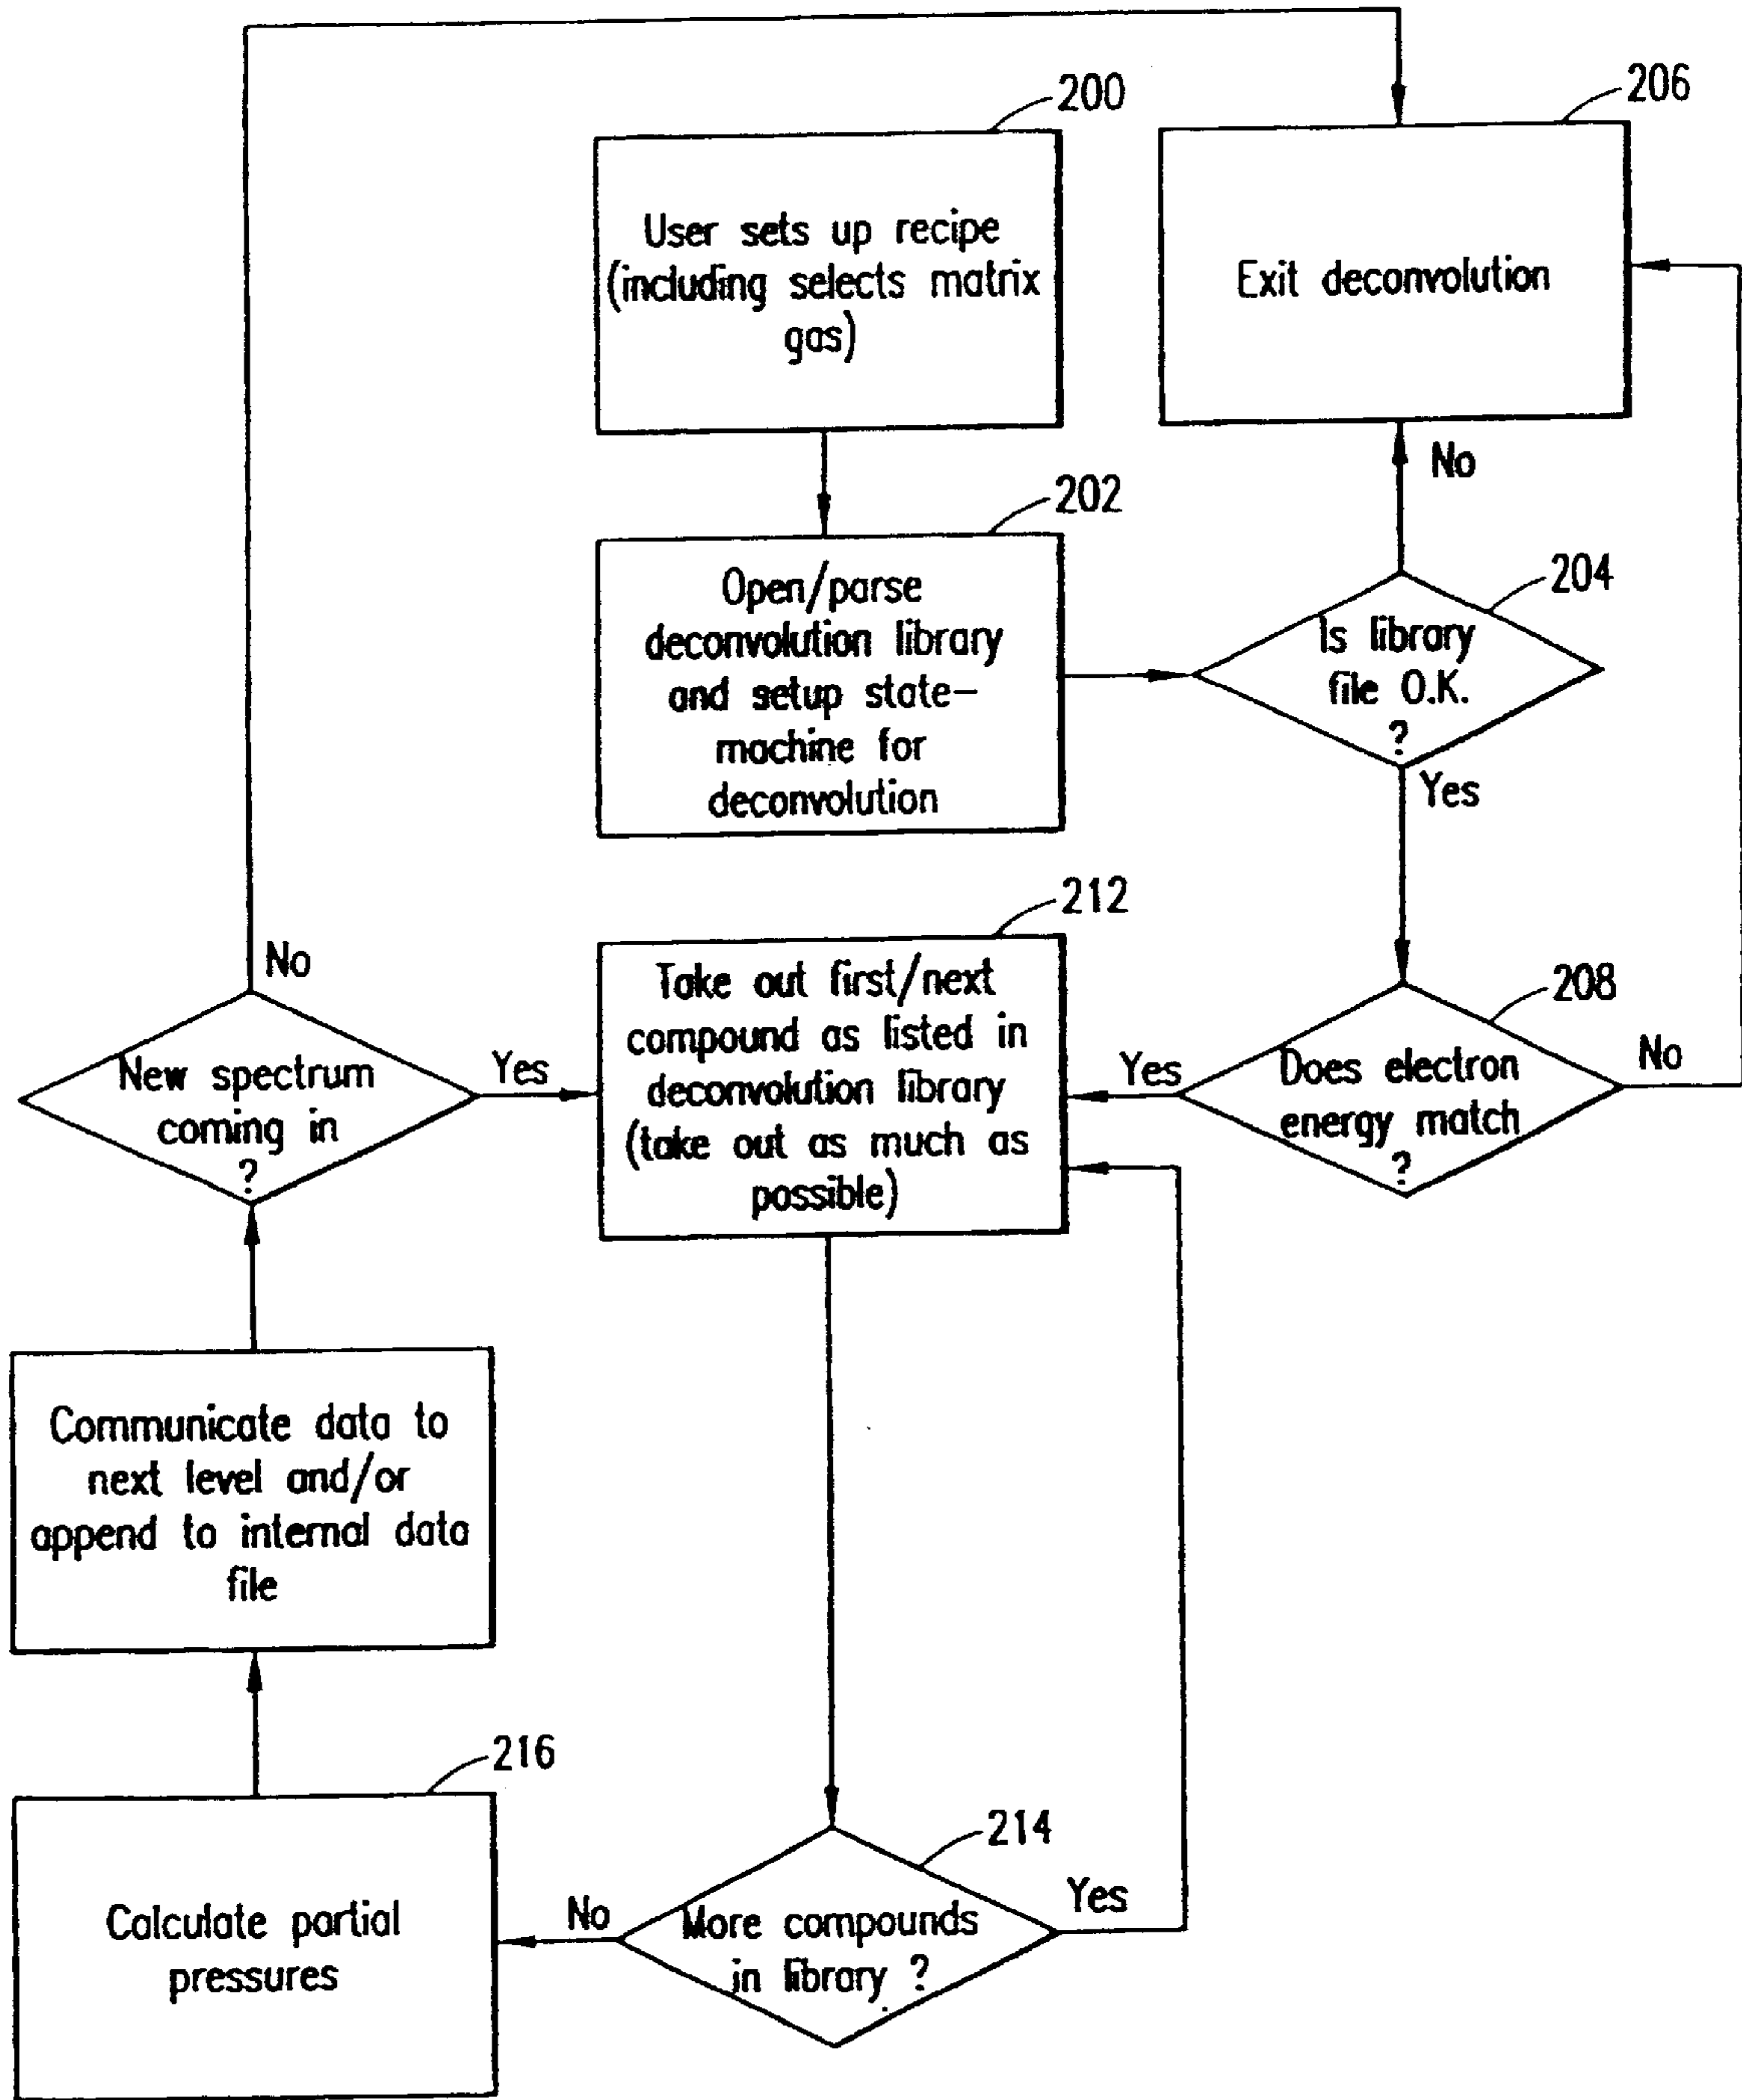 200
User sets up recipe
(including selects matrix
gas)
206
Exit deconvolution
No
202
Open/parse
deconvolution library
and setup state-
machine for
deconvolution
204
Is library
file O.K.
?
Yes
No
New spectrum
coming in
?
Yes
212
Take out first/next
compound as listed in
deconvolution library
(take out as much as
possible)
Yes
208
Does electron
energy match
?
No
Communicate data to
next level and/or
append to internal data
file
216
Calculate partial
pressures
No
214
More compounds
in library ?
Yes